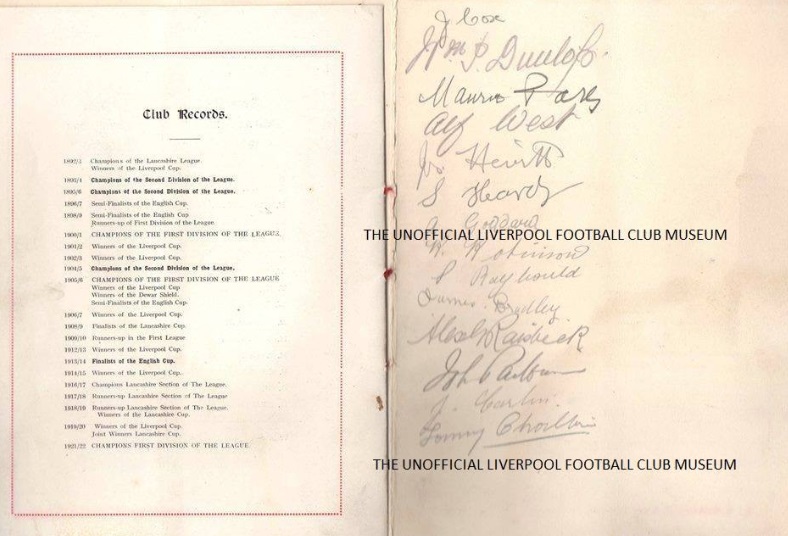 Club Records.
1892/3 Champions of the Lancashire League.
Winners of the Liverpool Cup.
1893/4 Champions of the Second Division of the League.
1895/6 Champions of the Second Division of the League.
1896/7 Semi-Finalists of the English Cup.
1898/9 Semi-Finalists of the English Cup
Runners-up of First Division of the League.
1900/1 CHAMPIONS OF THE FIRST DIVISION OF THE LEAGUE.
1901/2 Winners of the Liverpool Cup.
1902/3 Winners of the Liverpool Cup.
1904/5 Champions of the Second Division of the League.
1905/6 CHAMPIONS OF THE FIRST DIVISION OF THE LEAGUE
Winners of the Liverpool Cup
Winners of the Dewar Shield.
Semi-Finalists of the English Cup.
1906/7 Winners of the Liverpool Cup.
1908/9 Finalists of the Lancashire Cup.
1909/10 Runners-up in the First League
1912/13 Winners of the Liverpool Cup.
1913/14 Finalists of the English Cup.
1914/15 Winners of the Liverpool Cup.
1916/17 Champions Lancashire Section of The League.
1917/18 Runners-up Lancashire Section of The League
1918/19 Runners-up Lancashire Section of The League.
Winners of the Lancashire Cup.
1919/20 Winners of the Liverpool Cup.
Joint Winners Lancashire Cup.
1921/22 CHAMPIONS FIRST DIVISION OF THE LEAGUE.
J Cox
Wm P. Dunlop.
Maurice Parry
Alf West
Jos Hewitt
S Hardy
A Goddard
THE UNOFFICIAL LIVERPOOL FOOTBALL CLUB MUSEUM
R. Robinson
S Raybould
James Bradley
Alex Raisbeck
John Carlin
J. Carlin
Tommy Chorlton
THE UNOFFICIAL LIVERPOOL FOOTBALL CLUB MUSEUM